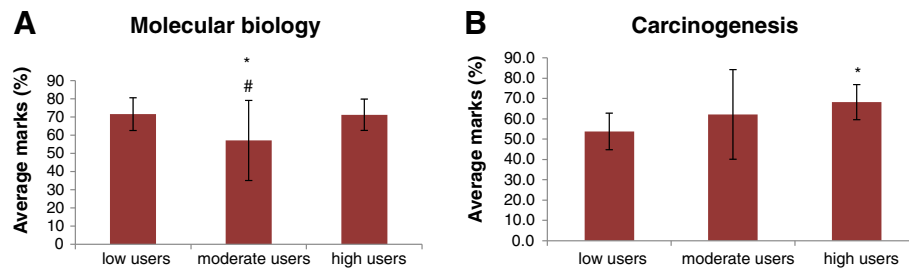 A
Molecular biology
*
#
Average marks (%)
90
80
70
60
50
40
30
20
10
0
low users moderate users high users
B
Carcinogenesis
*
Average marks (%)
90.0
80.0
70.0
60.0
50.0
40.0
30.0
20.0
10.0
0.0
low users moderate users high users